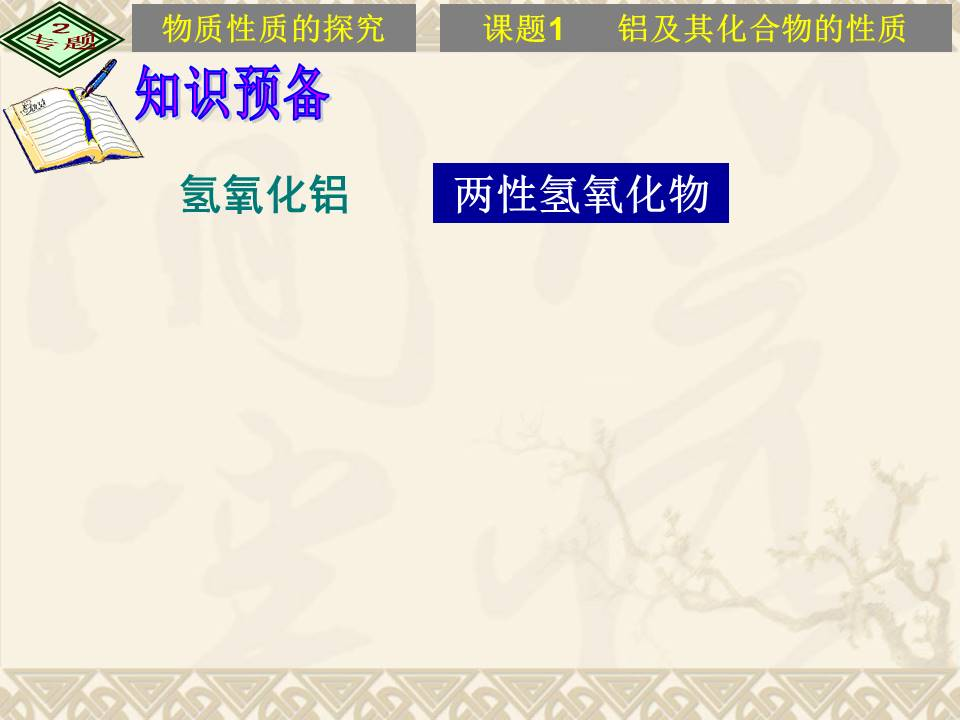 2
专题
物质性质的探究
课题1 铝及其化合物的性质
知识预备
氢氧化铝 两性氢氧化物